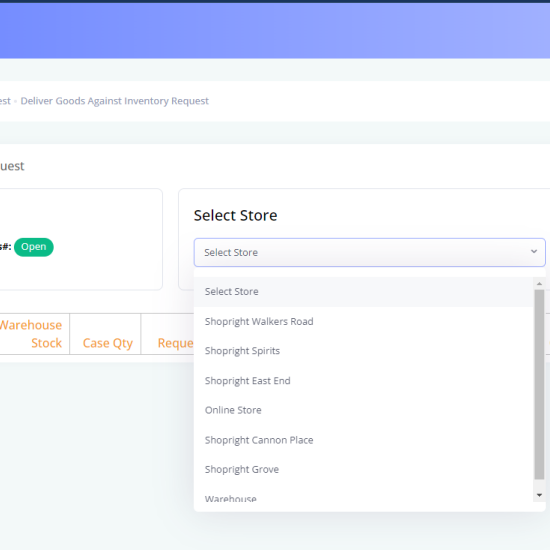 est · Deliver Goods Against Inventory Request
uest
s#: Open
Select Store
Select Store
Select Store
Shopright Walkers Road
Shopright Spirits
Shopright East End
Online Store
Shopright Cannon Place
Shopright Grove
Warehouse
Warehouse
Stock
Case Qty
Reque